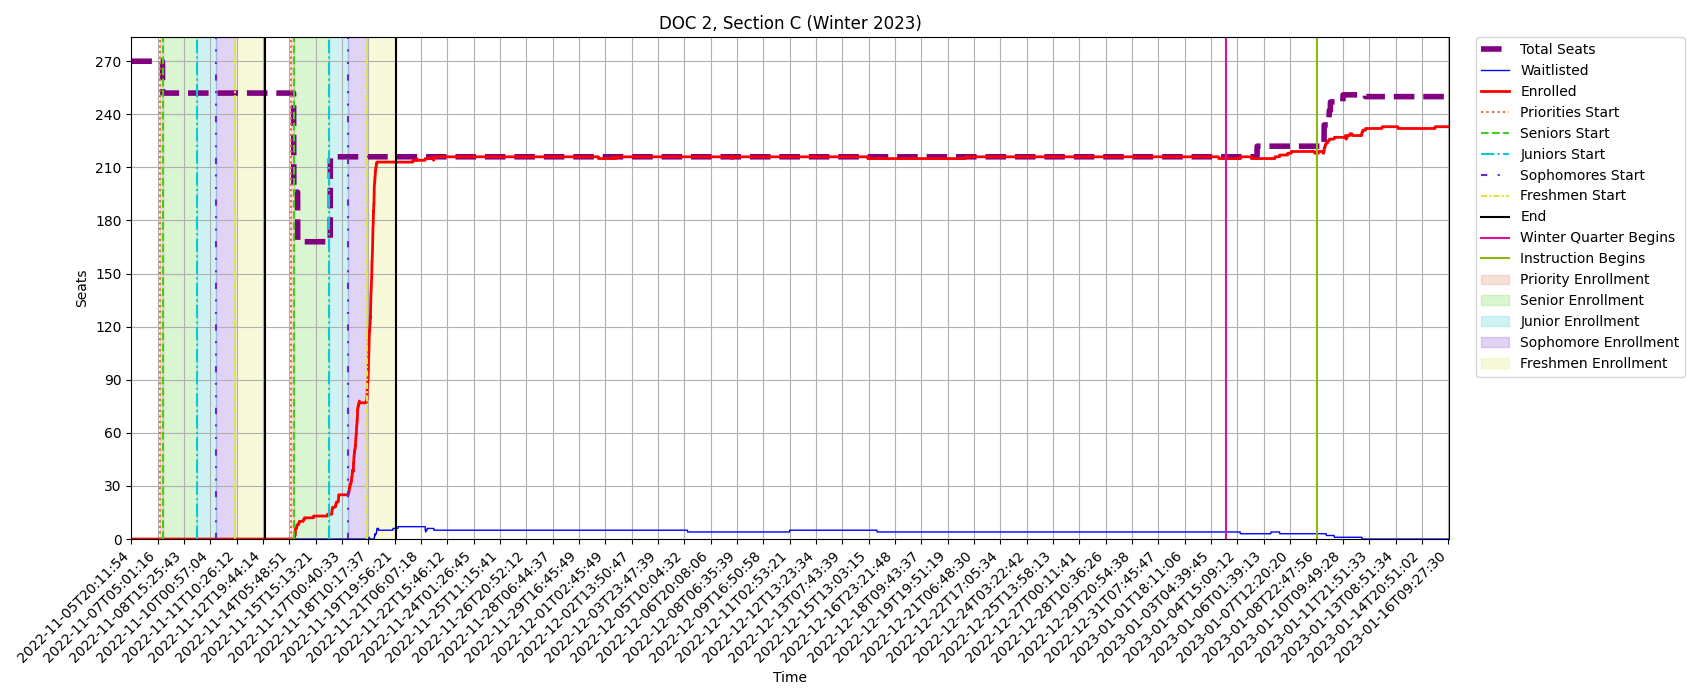 DOC 2, Section C (Winter 2023)
270
240
210
180
150
120
90
60
30
0
Seats
2022-11-05T20:11:54
2022-11-07T05:01:16
2022-11-08T15:25:43
2022-11-10T00:57:04
2022-11-11T10:26:12
2022-11-12T19:44:14
2022-11-14T05:48:51
2022-11-15T15:13:21
2022-11-17T00:40:33
2022-11-18T10:17:37
2022-11-19T19:56:21
2022-11-21T06:07:18
2022-11-22T15:46:12
2022-11-24T01:26:45
2022-11-25T11:15:41
2022-11-26T20:52:12
2022-11-28T06:44:37
2022-11-29T16:45:49
2022-12-01T02:45:49
2022-12-02T13:50:47
2022-12-03T23:47:39
2022-12-05T10:04:32
2022-12-06T20:08:06
2022-12-08T06:35:39
2022-12-09T16:50:58
2022-12-11T02:53:21
2022-12-12T13:23:34
2022-12-13T07:43:39
2022-12-15T13:03:15
2022-12-16T23:21:48
2022-12-18T09:43:37
2022-12-19T19:51:19
2022-12-21T06:48:30
2022-12-22T17:05:34
2022-12-24T03:22:42
2022-12-25T13:58:13
2022-12-27T00:11:41
2022-12-28T10:36:26
2022-12-29T20:54:38
2022-12-31T07:45:47
2023-01-01T18:11:06
2023-01-03T04:39:45
2023-01-04T15:09:12
2023-01-06T01:39:13
2023-01-07T12:20:20
2023-01-08T22:47:56
2023-01-10T09:49:28
2023-01-11T21:51:33
2023-01-13T08:51:34
2023-01-14T20:51:02
2023-01-16T09:27:30
Time
Total Seats
Waitlisted
Enrolled
Priorities Start
Seniors Start
Juniors Start
Sophomores Start
Freshmen Start
End
Winter Quarter Begins
Instruction Begins
Priority Enrollment
Senior Enrollment
Junior Enrollment
Sophomore Enrollment
Freshmen Enrollment